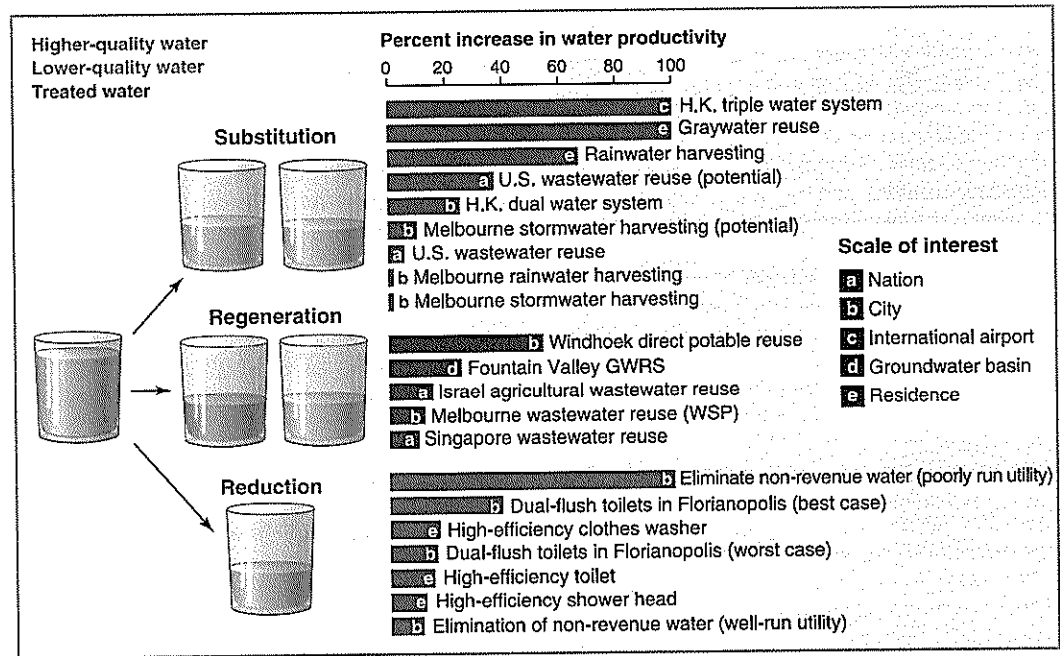 Higher-quality water
Lower-quality water
Treated water
Percent increase in water productivity
0 20 40 60 80 100
Substitution
c H.K. triple water system
e Graywater reuse
e Rainwater harvesting
a U.S. wastewater reuse (potential)
b H.K. dual water system
b Melbourne stormwater harvesting (potential)
a U.S. wastewater reuse
b Melbourne rainwater harvesting
b Melbourne stormwater harvesting
Regeneration
b Windhoek direct potable reuse
d Fountain Valley GWRS
a Israel agricultural wastewater reuse
b Melbourne wastewater reuse (WSP)
a Singapore wastewater reuse
Reduction
b Eliminate non-revenue water (poorly run utility)
b Dual-flush toilets in Florianopolis (best case)
e High-efficiency clothes washer
b Dual-flush toilets in Florianopolis (worst case)
e High-efficiency toilet
e High-efficiency shower head
b Elimination of non-revenue water (well-run utility)
Scale of interest
a Nation
b City
c International airport
d Groundwater basin
e Residence